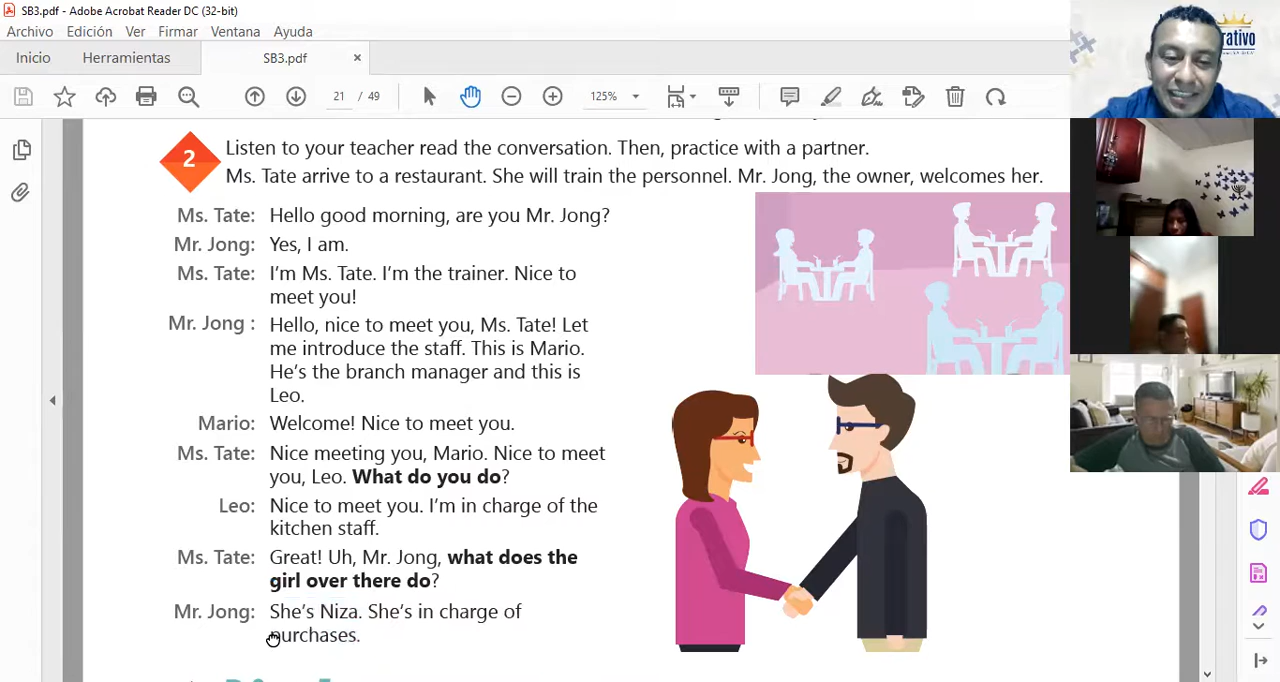 SB3.pdf - Adobe Acrobat Reader DC (32-bit)
Archivo Edición Ver Firmar Ventana Ayuda
Inicio Herramientas SB3.pdf ×
21 / 49 125%
2
Listen to your teacher read the conversation. Then, practice with a partner.
Ms. Tate arrive to a restaurant. She will train the personnel. Mr. Jong, the owner, welcomes her.
Ms. Tate: Hello good morning, are you Mr. Jong?
Mr. Jong: Yes, I am.
Ms. Tate: I'm Ms. Tate. I'm the trainer. Nice to
meet you!
Mr. Jong : Hello, nice to meet you, Ms. Tate! Let
me introduce the staff. This is Mario.
He's the branch manager and this is
Leo.
Mario: Welcome! Nice to meet you.
Ms. Tate: Nice meeting you, Mario. Nice to meet
you, Leo. What do you do?
Leo: Nice to meet you. I'm in charge of the
kitchen staff.
Ms. Tate: Great! Uh, Mr. Jong, what does the
girl over there do?
Mr. Jong: She's Niza. She's in charge of
purchases.